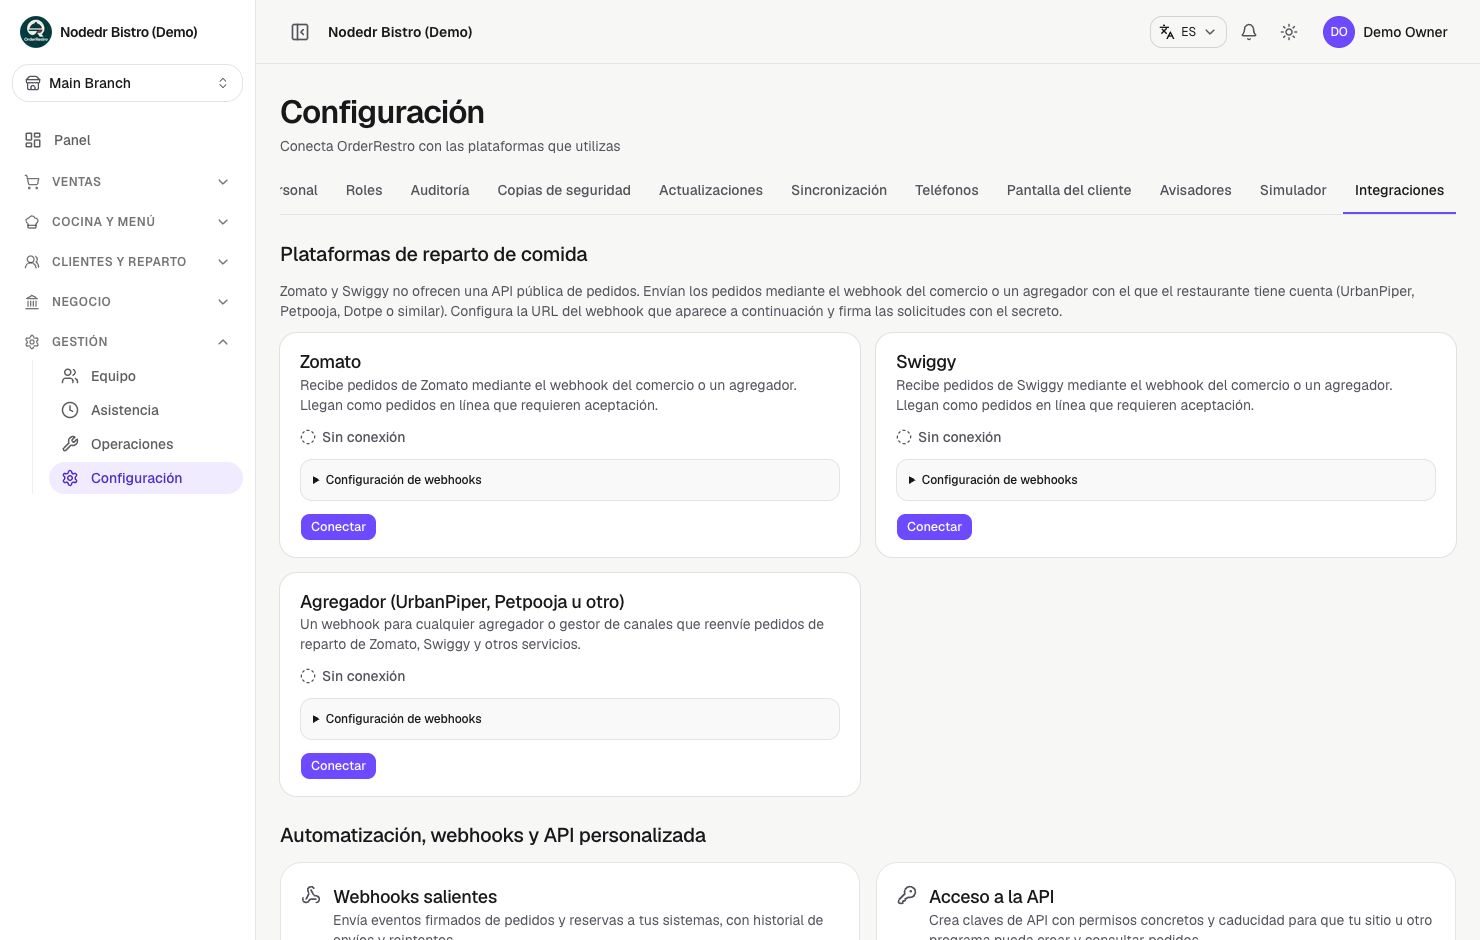 Nodedr Bistro (Demo)
Main Branch
Panel
VENTAS
COCINA Y MENÚ
CLIENTES Y REPARTO
NEGOCIO
GESTIÓN
Equipo
Asistencia
Operaciones
Configuración
Nodedr Bistro (Demo)
ES
DO
Demo Owner
Configuración
Conecta OrderRestro con las plataformas que utilizas
rsonal
Roles
Auditoría
Copias de seguridad
Actualizaciones
Sincronización
Teléfonos
Pantalla del cliente
Avisadores
Simulador
Integraciones
Plataformas de reparto de comida
Zomato y Swiggy no ofrecen una API pública de pedidos. Envían los pedidos mediante el webhook del comercio o un agregador con el que el restaurante tiene cuenta (UrbanPiper,
Petpooja, Dotpe o similar). Configura la URL del webhook que aparece a continuación y firma las solicitudes con el secreto.
Zomato
Recibe pedidos de Zomato mediante el webhook del comercio o un agregador.
Llegan como pedidos en línea que requieren aceptación.
Sin conexión
Configuración de webhooks
Conectar
Swiggy
Recibe pedidos de Swiggy mediante el webhook del comercio o un agregador.
Llegan como pedidos en línea que requieren aceptación.
Sin conexión
Configuración de webhooks
Conectar
Agregador (UrbanPiper, Petpooja u otro)
Un webhook para cualquier agregador o gestor de canales que reenvíe pedidos de
reparto de Zomato, Swiggy y otros servicios.
Sin conexión
Configuración de webhooks
Conectar
Automatización, webhooks y API personalizada
Webhooks salientes
Envía eventos firmados de pedidos y reservas a tus sistemas, con historial de
envíos y reintentos.
Acceso a la API
Crea claves de API con permisos concretos y caducidad para que tu sitio u otro
programa pueda crear y consultar pedidos.